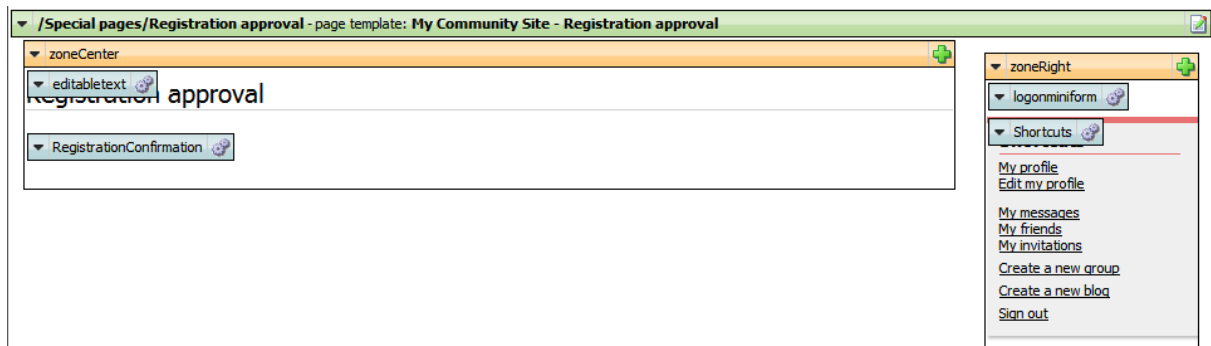 /Special pages/Registration approval - page template: My Community Site - Registration approval
zoneCenter
editabletext
Registration approval
RegistrationConfirmation
zoneRight
logonminiform
Shortcuts
My profile
Edit my profile
My messages
My friends
My invitations
Create a new group
Create a new blog
Sign out